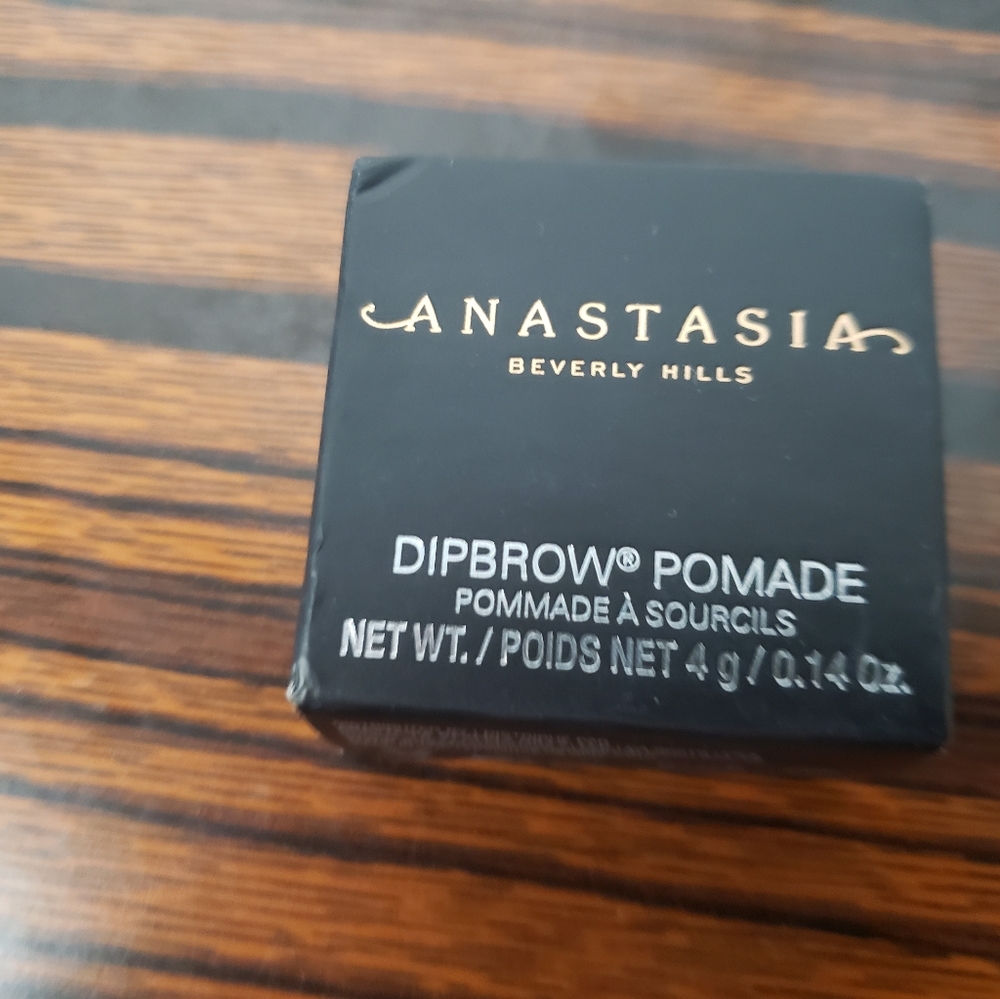 ANASTASIA
BEVERLY HILLS
DIPBROW® POMADE
POMMADE À SOURCILS
NET WT. / POIDS NET 4 g / 0.14 Oz.